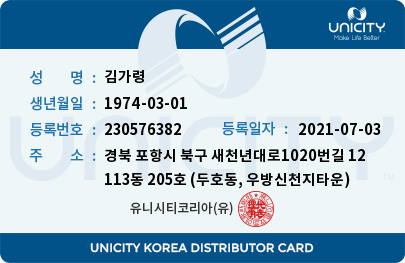 UNICITY
Make Life Better
성 명 : 김가령
생년월일 : 1974-03-01
등록번호 : 230576382 등록일자 : 2021-07-03
주 소 : 경북 포항시 북구 새천년대로1020번길 12
113동 205호 (두호동, 우방신천지타운)
UNICITY
TM
유니시티코리아(유)
UNICITY KOREA DISTRIBUTOR CARD